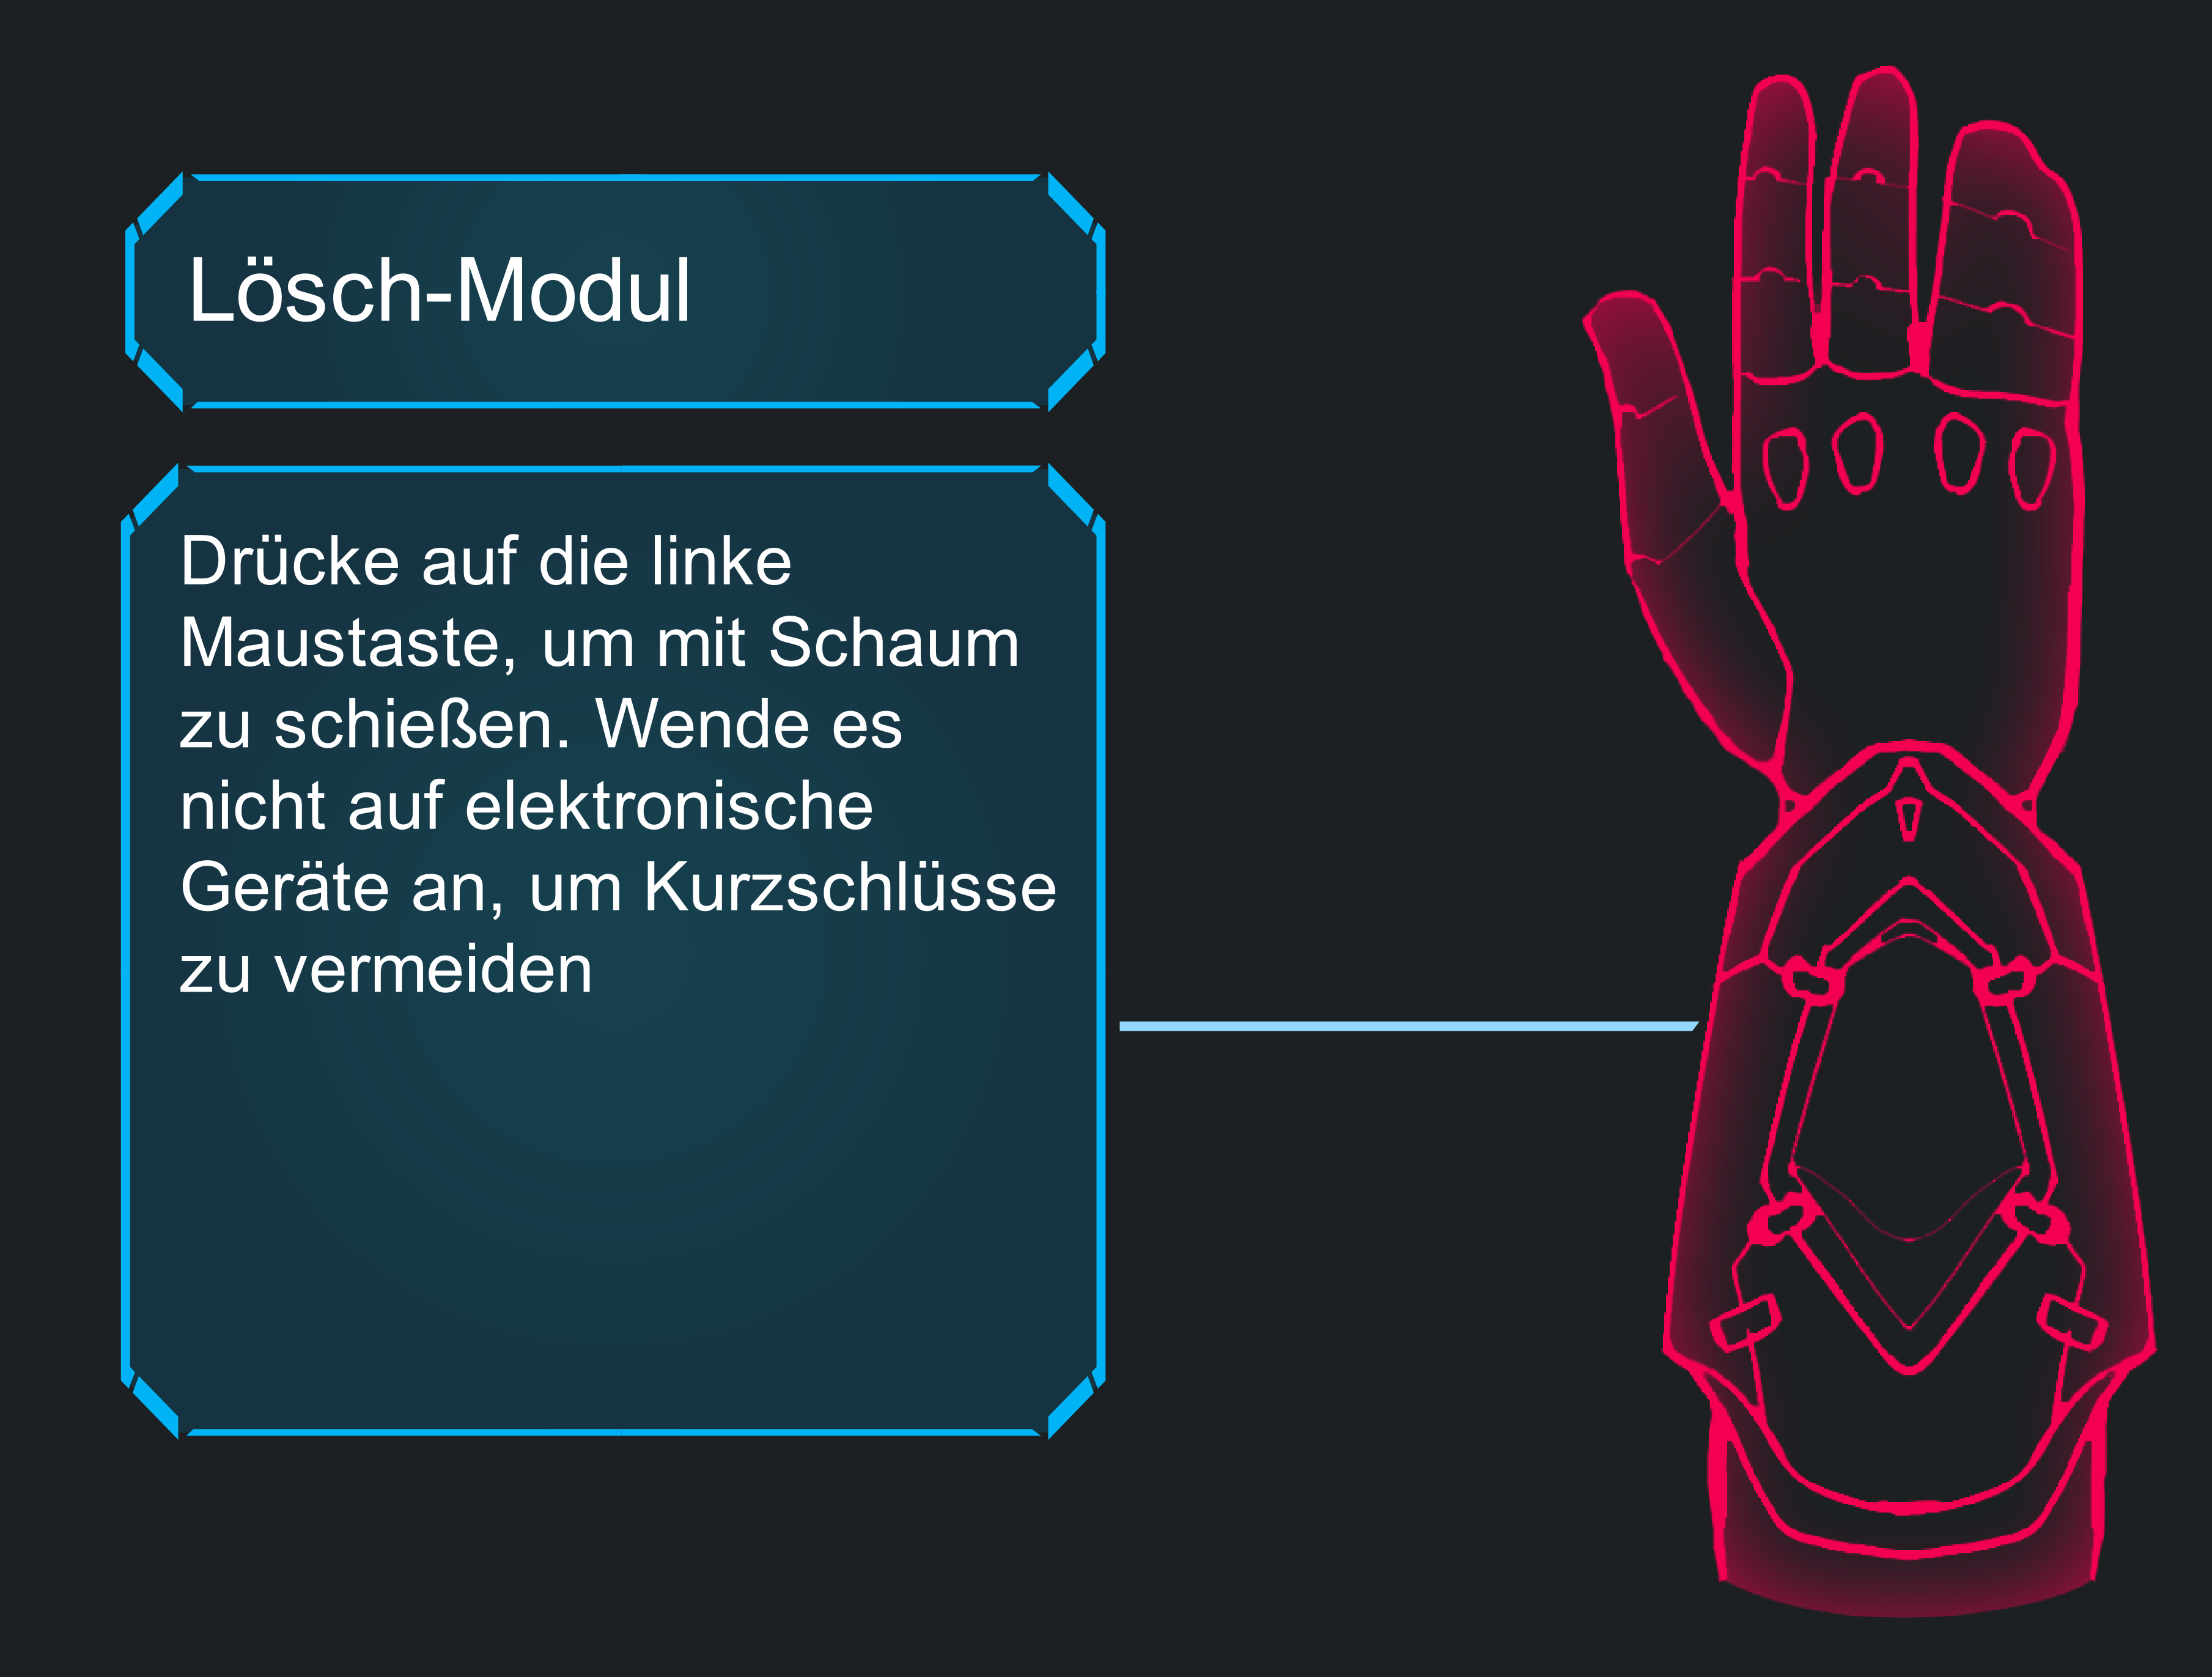 Lösch-Modul
Drücke auf die linke
Maustaste, um mit Schaum
zu schießen. Wende es
nicht auf elektronische
Geräte an, um Kurzschlüsse
zu vermeiden